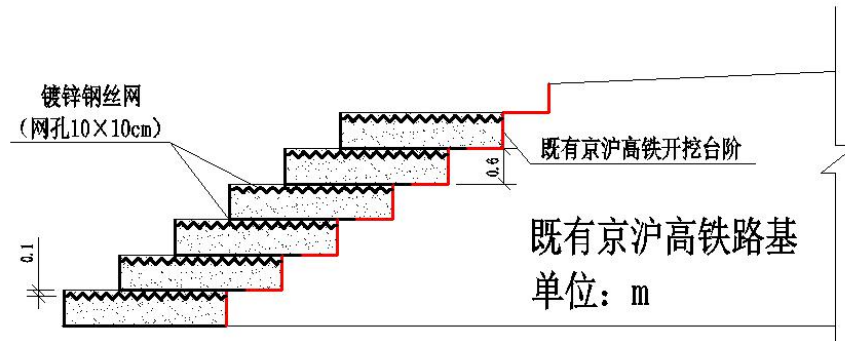 镀锌钢丝网
（网孔10×10cm）
既有京沪高铁开挖台阶
0.6
既有京沪高铁路基
0.1
单位：m